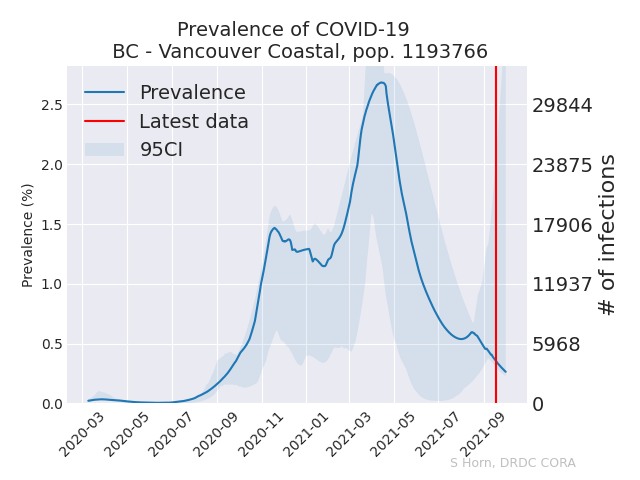 Prevalence of COVID-19
BC - Vancouver Coastal, pop. 1193766
Prevalence
Latest data
95CI
Prevalence (%)
2.5
2.0
1.5
1.0
0.5
0.0
29844
23875
17906
11937
5968
0
# of infections
2020-03
2020-05
2020-07
2020-09
2020-11
2021-01
2021-03
2021-05
2021-07
2021-09
S Horn, DRDC CORA